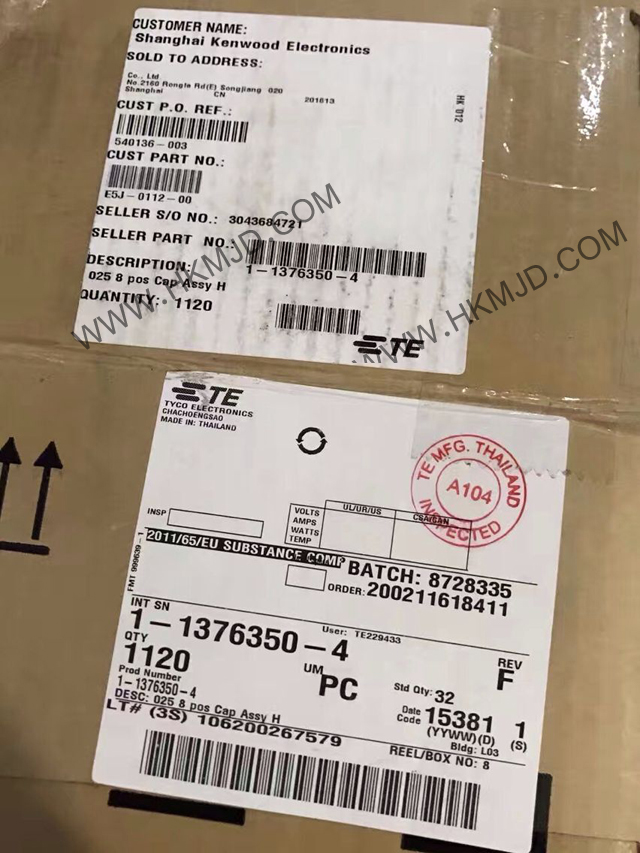 CUSTOMER NAME:
Shanghai Kenwood Electronics
SOLD TO ADDRESS:
Co., Ltd
No.2160 Rongle Rd(E) Songjiang 020
Shanghai CN 201613
HK D12
CUST P.O. REF.:
540136-003
CUST PART NO.:
E5J-0112-00
SELLER S/O NO.: 3043684721
SELLER PART NO.:
1-1376350-4
DESCRIPTION:
025 8 pos Cap Assy H
QUANTITY: 1120
TE
WWW.HKMJD.COM
WWW.HKMJD.COM
TE
TYCO ELECTRONICS
CHACHOENGSAO
MADE IN: THAILAND
TE MFG. THAILAND
A104
INSPECTED
INSP
VOLTS
AMPS
WATTS
TEMP
UL/UR/US
CSA/CAN
FMT 999639-1
2011/65/EU SUBSTANCE COMP
BATCH: 8728335
ORDER: 200211618411
INT SN
User: TE229433
1-1376350-4
REV
F
QTY
1120
UM
PC
Std Qty: 32
Prod Number
1-1376350-4
Date Code 15381 1
(YYWW)(D) (S)
DESC: 025 8 pos Cap Assy H
Bldg: L03
LT# (3S) 106200267579
REEL/BOX NO: 8